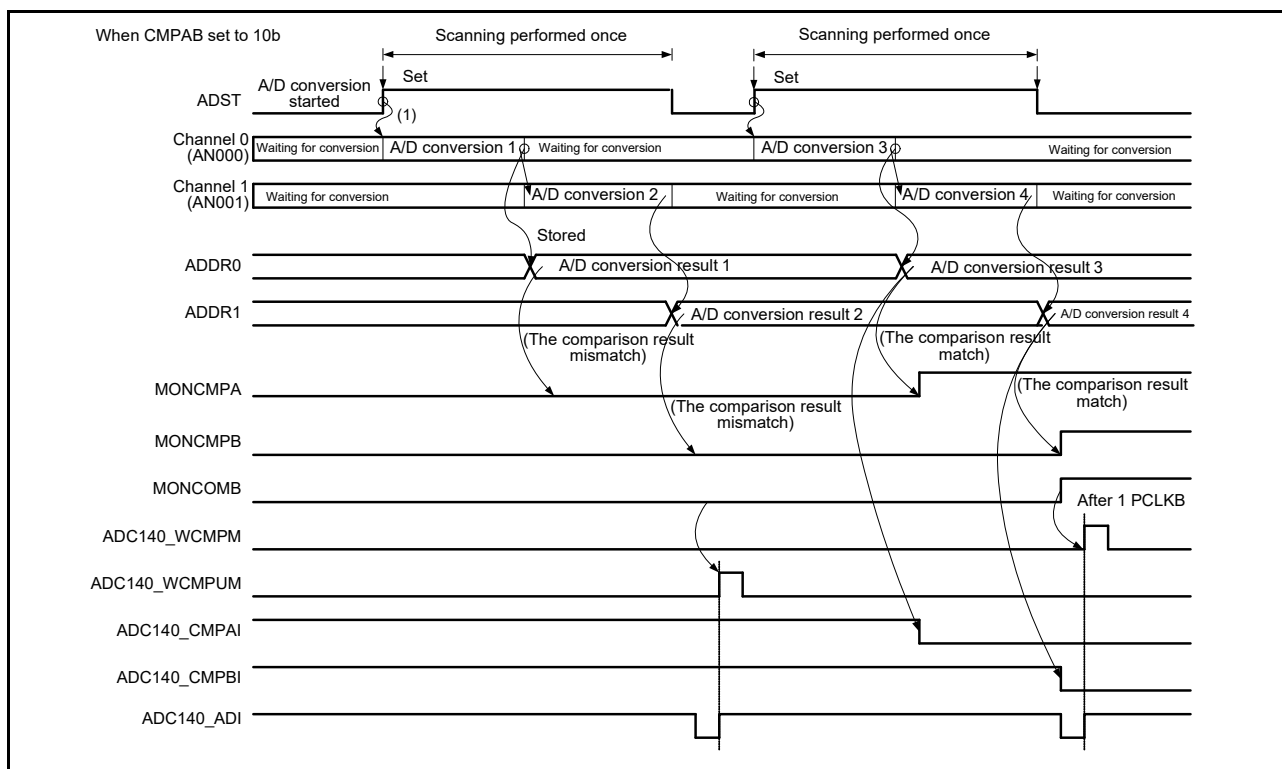 When CMPAB set to 10b
Scanning performed once
Scanning performed once
A/D conversion
started
Set
Set
ADST
(1)
Channel 0
(AN000)
Waiting for conversion
A/D conversion 1
Waiting for conversion
A/D conversion 3
Waiting for conversion
Channel 1
(AN001)
Waiting for conversion
A/D conversion 2
Waiting for conversion
A/D conversion 4
Waiting for conversion
Stored
ADDR0
A/D conversion result 1
A/D conversion result 3
ADDR1
A/D conversion result 2
A/D conversion result 4
(The comparison result
mismatch)
(The comparison result
match)
MONCMPA
(The comparison result
mismatch)
(The comparison result
match)
MONCMPB
MONCOMB
After 1 PCLKB
ADC140_WCMPM
ADC140_WCMPUM
ADC140_CMPAI
ADC140_CMPBI
ADC140_ADI